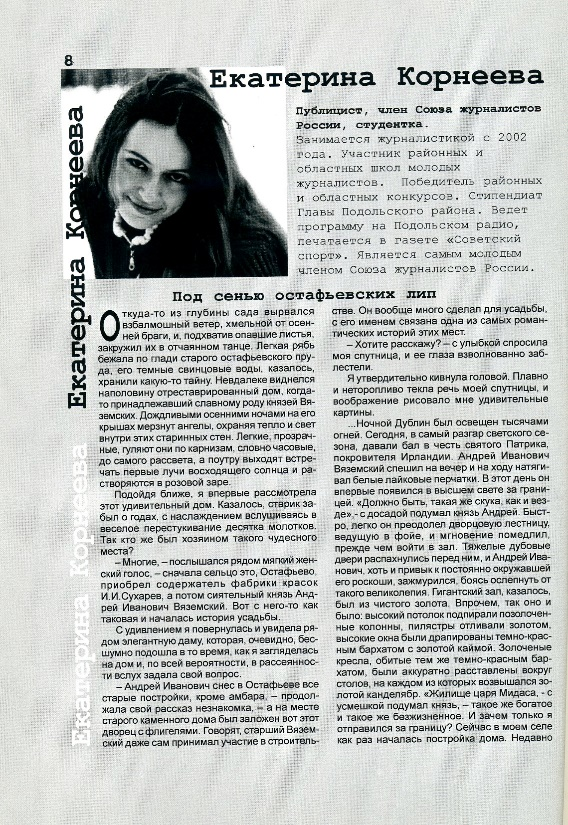 8
Екатерина Корнеева
Екатерина Корнеева
Екатерина Корнеева
Публицист, член Союза журналистов
России, студентка.
Занимается журналистикой с 2002
года. Участник районных и
областных школ молодых
журналистов. Победитель районных
и областных конкурсов. Стипендиат
Главы Подольского района. Ведет
программу на Подольском радио,
печатается в газете «Советский
спорт». Является самым молодым
членом Союза журналистов России.
Под сенью остафьевских лип
Откуда-то из глубины сада вырвался
взбалмошный ветер, хмельной от осен-
ней браги, и, подхватив опавшие листья,
закружил их в отчаянном танце. Легкая рябь
бежала по глади старого остафьевского пру-
да, его темные свинцовые воды, казалось,
хранили какую-то тайну. Невдалеке виднелся
наполовину отреставрированный дом, когда-
то принадлежавший славному роду князей Вя-
земских. Дождливыми осенними ночами на его
крышах мерзнут ангелы, охраняя тепло и свет
внутри этих старинных стен. Легкие, прозрач-
ные, гуляют они по карнизам, словно часовые,
до самого рассвета, а поутру выходят встре-
чать первые лучи восходящего солнца и ра-
створяются в розовой заре.
Подойдя ближе, я впервые рассмотрела
этот удивительный дом. Казалось, старик за-
был о годах, с наслаждением вслушиваясь в
веселое перестукивание десятка молотков.
Так кто же был хозяином такого чудесного
места?
– Многие, – послышался рядом мягкий жен-
ский голос, – сначала сельцо это, Остафьево,
приобрел содержатель фабрики красок
И.И.Сухарев, а потом сиятельный князь Анд-
рей Иванович Вяземский. Вот с него-то как
таковая и началась история усадьбы.
С удивлением я повернулась и увидела ря-
дом элегантную даму, которая, очевидно, бес-
шумно подошла в то время, как я загляделась
на дом и, по всей вероятности, в рассеяннос-
ти вслух задала свой вопрос.
– Андрей Иванович снес в Остафьеве все
старые постройки, кроме амбара, – продол-
жала свой рассказ незнакомка, – а на месте
старого каменного дома был заложен вот этот
дворец с флигелями. Говорят, старший Вязем-
ский даже сам принимал участие в строитель-
стве. Он вообще много сделал для усадьбы,
с его именем связана одна из самых роман-
тических историй этих мест.
– Хотите расскажу? – с улыбкой спросила
моя спутница, и ее глаза взволнованно заб-
лестели.
Я утвердительно кивнула головой. Плавно
и неторопливо текла речь моей спутницы, и
воображение рисовало мне удивительные
картины.
...Ночной Дублин был освещен тысячами
огней. Сегодня, в самый разгар светского се-
зона, давали бал в честь святого Патрика,
покровителя Ирландии. Андрей Иванович
Вяземский спешил на вечер и на ходу натяги-
вал белые лайковые перчатки. В этот день он
впервые появился в высшем свете за грани-
цей. «Должно быть, такая же скука, как и вез-
де»,- с досадой подумал князь Андрей. Быст-
ро, легко он преодолел дворцовую лестницу,
ведущую в фойе, и мгновение помедлил,
прежде чем войти в зал. Тяжелые дубовые
двери распахнулись перед ним, и Андрей Ива-
нович, хоть и привык к постоянно окружавшей
его роскоши, зажмурился, боясь ослепнуть от
такого великолепия. Гигантский зал, казалось,
был из чистого золота. Впрочем, так оно и
было: высокий потолок подпирали позолочен-
ные колонны, пилястры отливали золотом,
высокие окна были драпированы темно-крас-
ным бархатом с золотой каймой. Золоченые
кресла, обитые тем же темно-красным бар-
хатом, были аккуратно расставлены вокруг
столов, на каждом из которых возвышался зо-
лотой канделябр. «Жилище царя Мидаса, - с
усмешкой подумал князь, – такое же богатое
и такое же безжизненное. И зачем только я
отправился за границу? Сейчас в моем селе
как раз началась постройка дома. Недавно